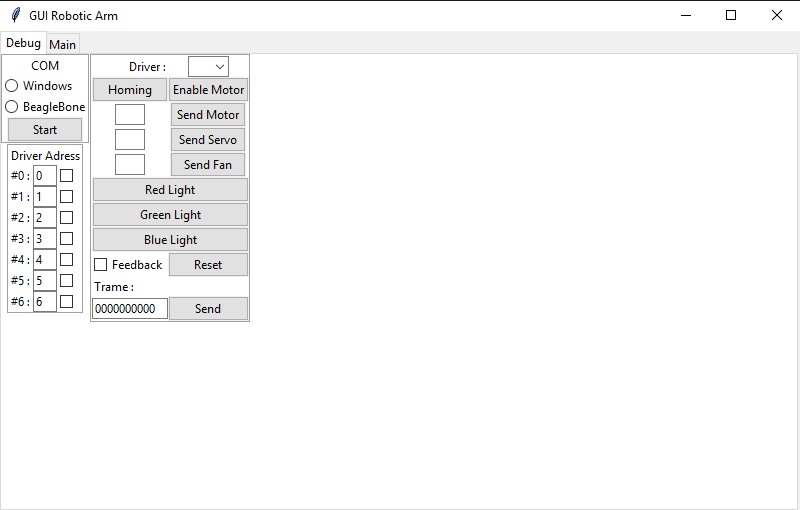 GUI Robotic Arm
Debug Main
COM
Windows
BeagleBone
Start
Driver Adress
#0 : 0
#1 : 1
#2 : 2
#3 : 3
#4 : 4
#5 : 5
#6 : 6
Driver :
Homing Enable Motor
Send Motor
Send Servo
Send Fan
Red Light
Green Light
Blue Light
Feedback Reset
Trame :
0000000000 Send